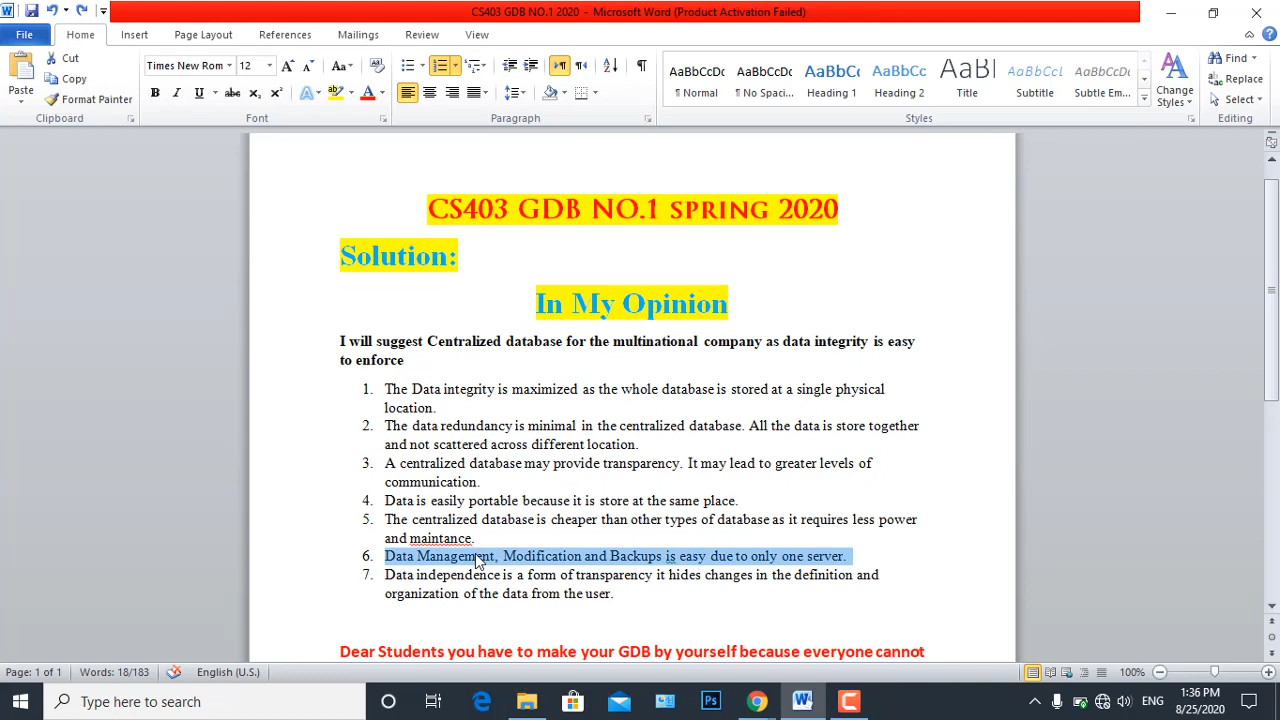 CS403 GDB NO.1 2020 - Microsoft Word (Product Activation Failed)
File Home Insert Page Layout References Mailings Review View
Paste Cut Copy Format Painter
Times New Rom 12 Aa
B I U abc x₂ x² A A
AaBbCcDc AaBbCcDc AaBbCc AaBbCc AaBl AaBbCcl AaBbCcDc
¶ Normal ¶ No Spaci... Heading 1 Heading 2 Title Subtitle Subtle Em...
Change Styles
Find Replace Select
Clipboard Font Paragraph Styles Editing
CS403 GDB NO.1 SPRING 2020
Solution:
In My Opinion
I will suggest Centralized database for the multinational company as data integrity is easy
to enforce
1. The Data integrity is maximized as the whole database is stored at a single physical
location.
2. The data redundancy is minimal in the centralized database. All the data is store together
and not scattered across different location.
3. A centralized database may provide transparency. It may lead to greater levels of
communication.
4. Data is easily portable because it is store at the same place.
5. The centralized database is cheaper than other types of database as it requires less power
and maintance.
6. Data Management, Modification and Backups is easy due to only one server.
7. Data independence is a form of transparency it hides changes in the definition and
organization of the data from the user.
Dear Students you have to make your GDB by yourself because everyone cannot
Page: 1 of 1 Words: 18/183 English (U.S.) 100%
Type here to search
Ps
ENG
1:36 PM
8/25/2020